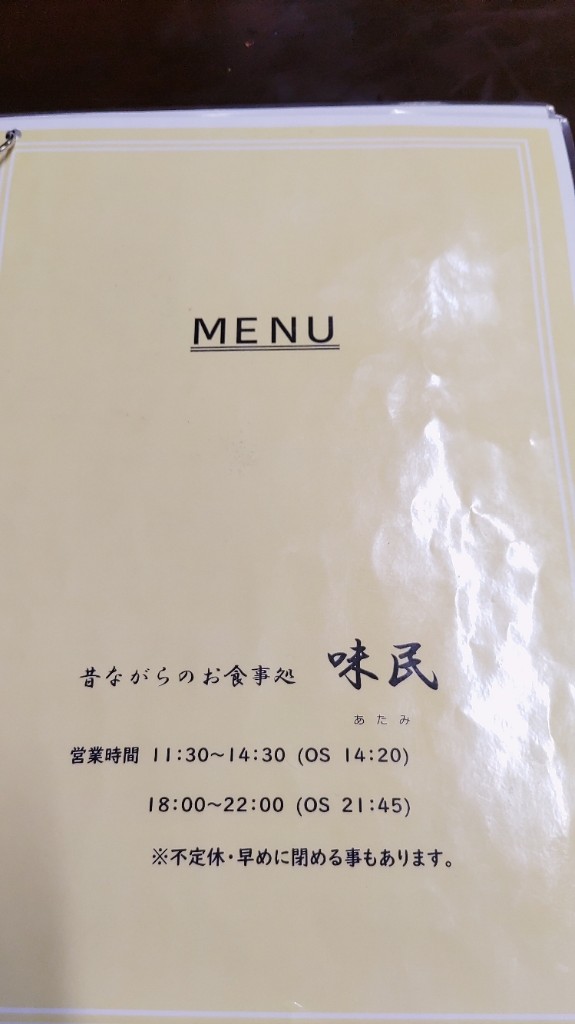 MENU
昔ながらのお食事処 味民
あたみ
営業時間 11:30～14:30 (OS 14:20)
18:00～22:00 (OS 21:45)
※不定休・早めに閉める事もあります。